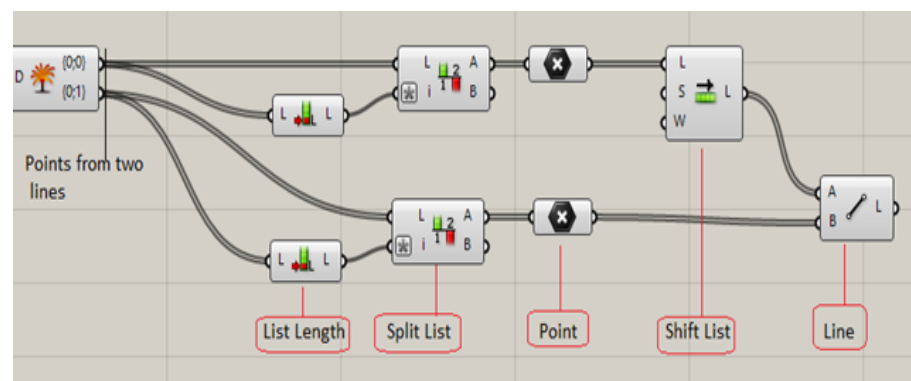 D
{0;0}
{0;1}
L L
L A
i B
L
S L
W
Points from two
lines
A
B L
L A
i B
L L
List Length
Split List
Point
Shift List
Line